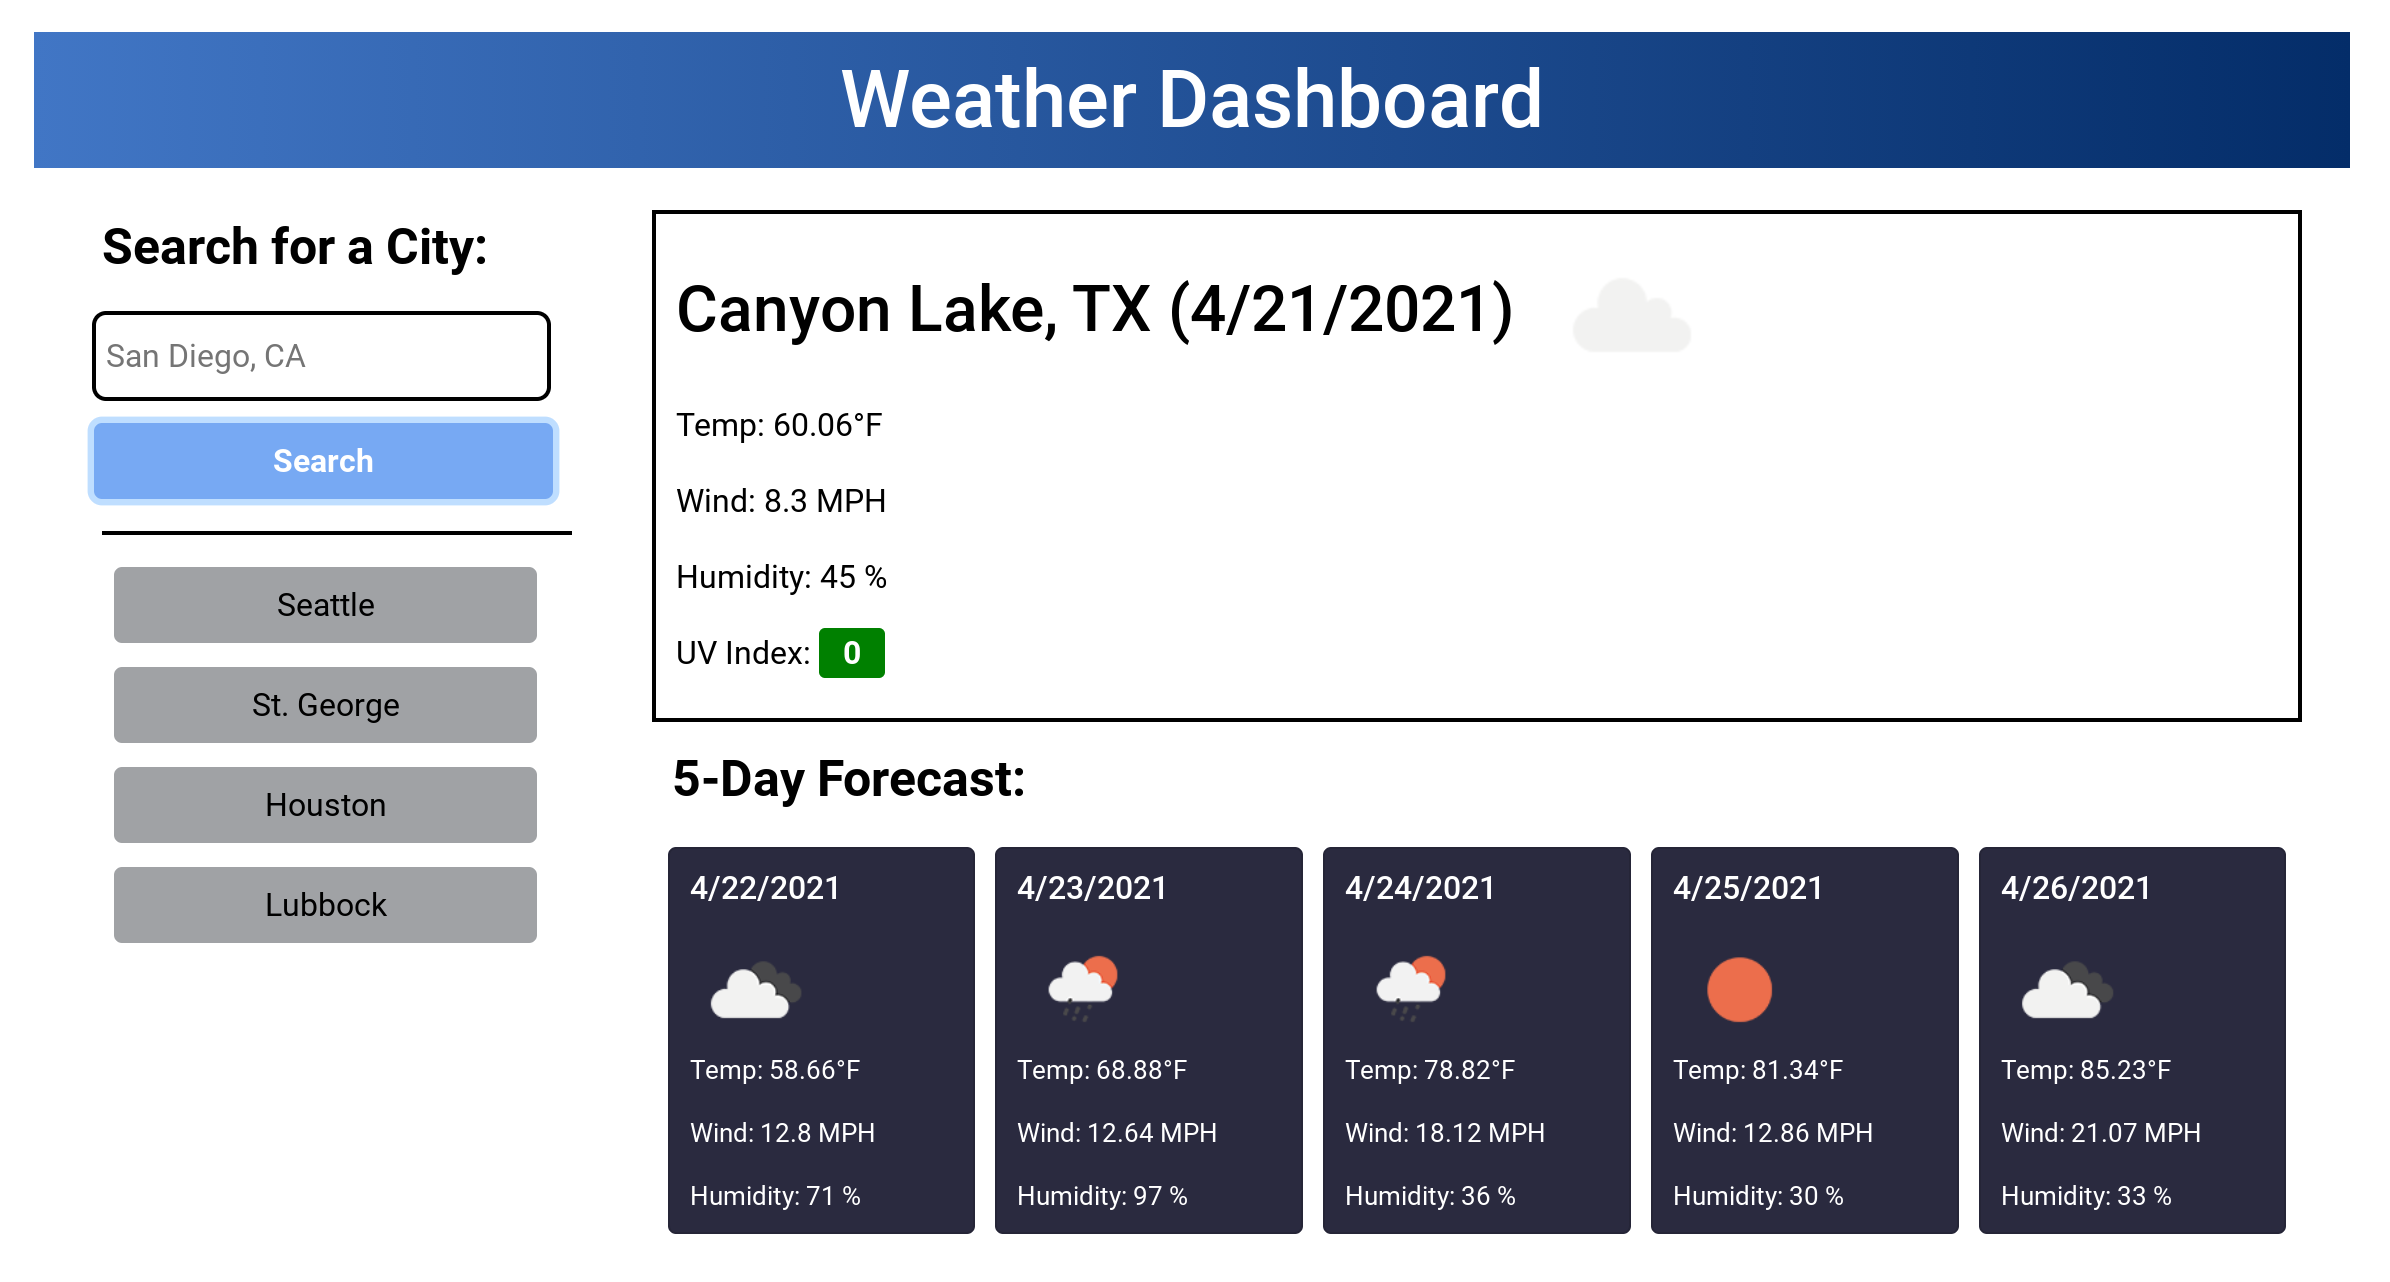 Weather Dashboard
Search for a City:
San Diego, CA
Search
Seattle
St. George
Houston
Lubbock
Canyon Lake, TX (4/21/2021)
Temp: 60.06°F
Wind: 8.3 MPH
Humidity: 45 %
UV Index: 0
5-Day Forecast:
4/22/2021
Temp: 58.66°F
Wind: 12.8 MPH
Humidity: 71 %
4/23/2021
Temp: 68.88°F
Wind: 12.64 MPH
Humidity: 97 %
4/24/2021
Temp: 78.82°F
Wind: 18.12 MPH
Humidity: 36 %
4/25/2021
Temp: 81.34°F
Wind: 12.86 MPH
Humidity: 30 %
4/26/2021
Temp: 85.23°F
Wind: 21.07 MPH
Humidity: 33 %